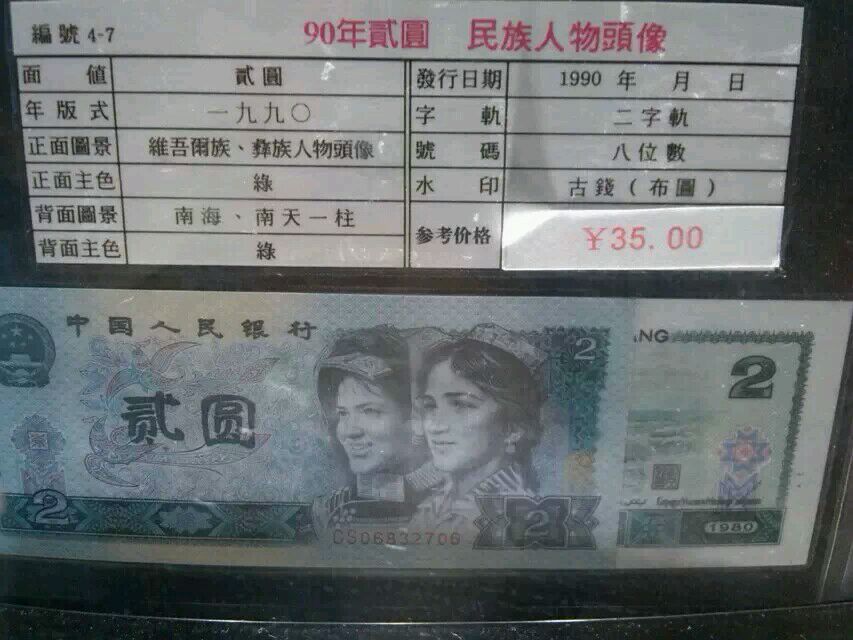 編號 4-7 90年貳圓 民族人物頭像
面值 貳圓 發行日期 1990 年 月 日
年版式 一九九〇 字軌 二字軌
正面圖景 維吾爾族、彝族人物頭像 號碼 八位數
正面主色 綠 水印 古錢(布圖)
背面圖景 南海、南天一柱 参考价格 ¥35.00
背面主色 綠
中国人民银行
ANG
2
2
贰圆
2
2
CS06832706
1980